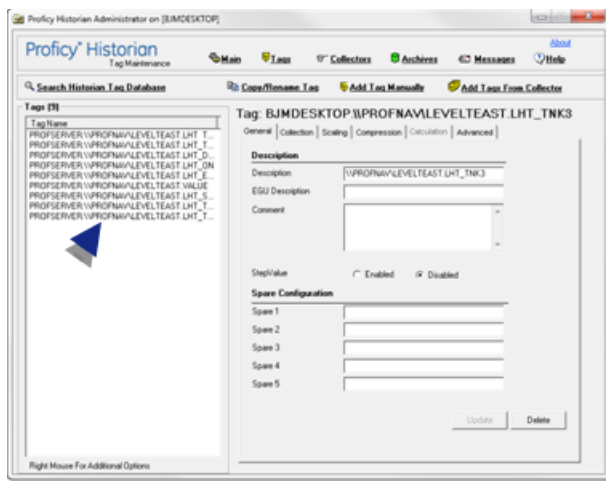 Proficy Historian Administrator on [BJMDESKTOP]
Proficy* Historian
Tag Maintenance
Main
Tags
Collectors
Archives
Messages
About
Help
Search Historian Tag Database
Copy/Rename Tag
Add Tag Manually
Add Tags From Collector
Tags (9)
Tag Name
PROFSERVER.\\PROFNAV\LEVELTEAST.LHT_T...
PROFSERVER.\\PROFNAV\LEVELTEAST.LHT_T...
PROFSERVER.\\PROFNAV\LEVELTEAST.LHT_D...
PROFSERVER.\\PROFNAV\LEVELTEAST.LHT_ON
PROFSERVER.\\PROFNAV\LEVELTEAST.LHT_E...
PROFSERVER.\\PROFNAV\LEVELTEAST.VALUE
PROFSERVER.\\PROFNAV\LEVELTEAST.LHT_S...
PROFSERVER.\\PROFNAV\LEVELTEAST.LHT_T...
PROFSERVER.\\PROFNAV\LEVELTEAST.LHT_T...
Right Mouse For Additional Options
Tag: BJMDESKTOP.\\PROFNAV\LEVELTEAST.LHT_TNK3
General Collection Scaling Compression Calculation Advanced
Description
Description \\PROFNAV\LEVELTEAST.LHT_TNK3
EGU Description
Comment
StepValue Enabled Disabled
Spare Configuration
Spare 1
Spare 2
Spare 3
Spare 4
Spare 5
Update Delete